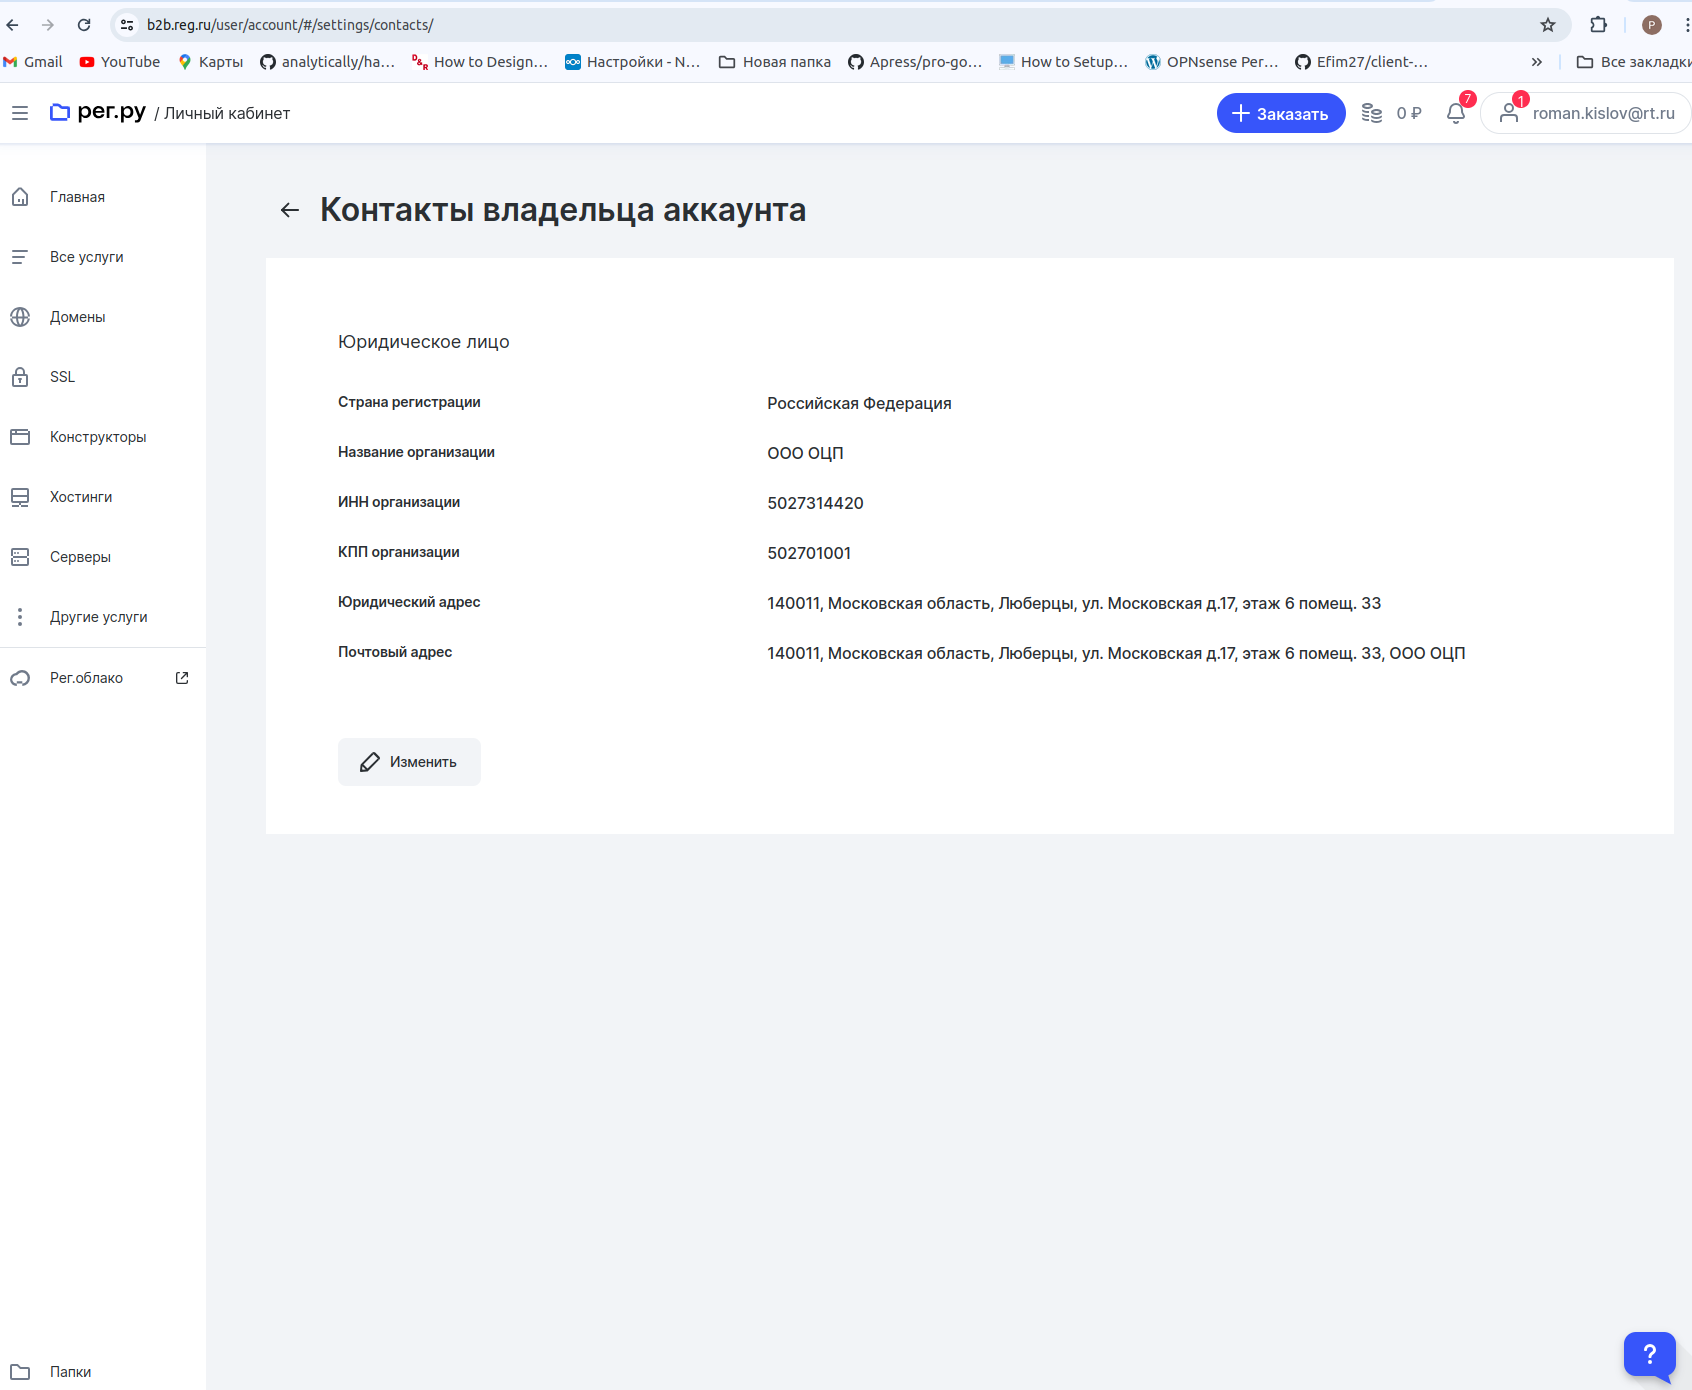 b2b.reg.ru/user/account/#/settings/contacts/
Gmail YouTube Карты analytically/ha... How to Design... Настройки - N... Новая папка Apress/pro-go... How to Setup... OPNsense Per... Efim27/client-... » Все закладки
рег.ру / Личный кабинет + Заказать 0 ₽ 7 1 roman.kislov@rt.ru
P
Главная
Все услуги
Домены
SSL
Конструкторы
Хостинги
Серверы
Другие услуги
Рег.облако
Папки
Контакты владельца аккаунта
Юридическое лицо
Страна регистрации Российская Федерация
Название организации ООО ОЦП
ИНН организации 5027314420
КПП организации 502701001
Юридический адрес 140011, Московская область, Люберцы, ул. Московская д.17, этаж 6 помещ. 33
Почтовый адрес 140011, Московская область, Люберцы, ул. Московская д.17, этаж 6 помещ. 33, ООО ОЦП
Изменить
?